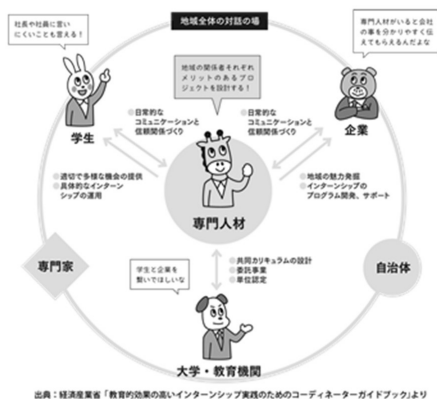 地域全体の対話の場
社長や社員に言い
にくいことも言える！
専門人材がいると会社
の事を分かりやすく伝
えてもらえるんだよな
地域の関係者それぞれ
メリットのあるプロ
ジェクトを設計する！
学生
企業
●日常的な
コミュニケーションと
信頼関係づくり
●日常的な
コミュニケーションと
信頼関係づくり
●適切で多様な機会の提供
●具体的なインターン
シップの運用
●地域の魅力発掘
●インターンシップの
プログラム開発、サポート
専門人材
専門家
自治体
学生と企業を
繋いでほしいな
●共同カリキュラムの設計
●委託事業
●単位認定
大学・教育機関
出典：経済産業省「教育的効果の高いインターンシップ実践のためのコーディネーターガイドブック」より